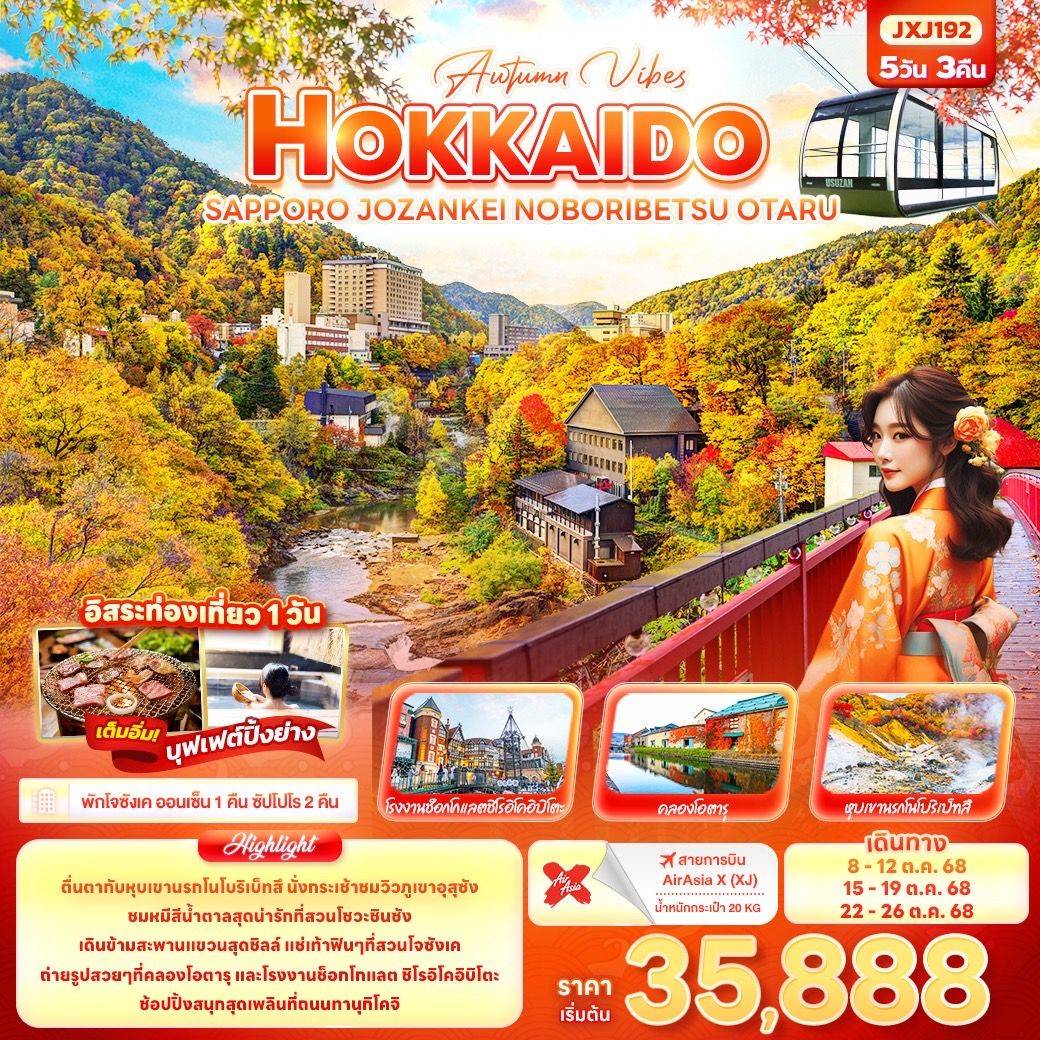 JXJ192
5วัน 3คืน
Autumn Vibes
HOKKAIDO
SAPPORO JOZANKEI NOBORIBETSU OTARU
USUZAN
อิสระท่องเที่ยว 1 วัน
เต็มอิ่ม! บุฟเฟต์ปิ้งย่าง
พักโจซังเค ออนเซ็น 1 คืน ซัปโปโร 2 คืน
โรงงานช็อกโกแลตชิโรอิโคอิบิโตะ
คลองโอตารุ
หุบเขานรกโนโบริเบ็ทสึ
Highlight
ตื่นตากับหุบเขานรกโนโบริเบ็ทสึ นั่งกระเช้าชมวิวภูเขาอุสุซัง
ชมหมีสีน้ำตาลสุดน่ารักที่สวนโชวะชินซัง
เดินข้ามสะพานแขวนสุดชิลล์ แช่เท้าฟินๆที่สวนโจซังเค
ถ่ายรูปสวยๆที่คลองโอตารุ และโรงงานช็อกโกแลต ชิโรอิโคอิบิโตะ
ช้อปปิ้งสนุกสุดเพลินที่ถนนทานุกิโคจิ
Air Asia X
สายการบิน
AirAsia X (XJ)
น้ำหนักกระเป๋า 20 KG
เดินทาง
8 - 12 ต.ค. 68
15 - 19 ต.ค. 68
22 - 26 ต.ค. 68
ราคา
เริ่มต้น
35,888